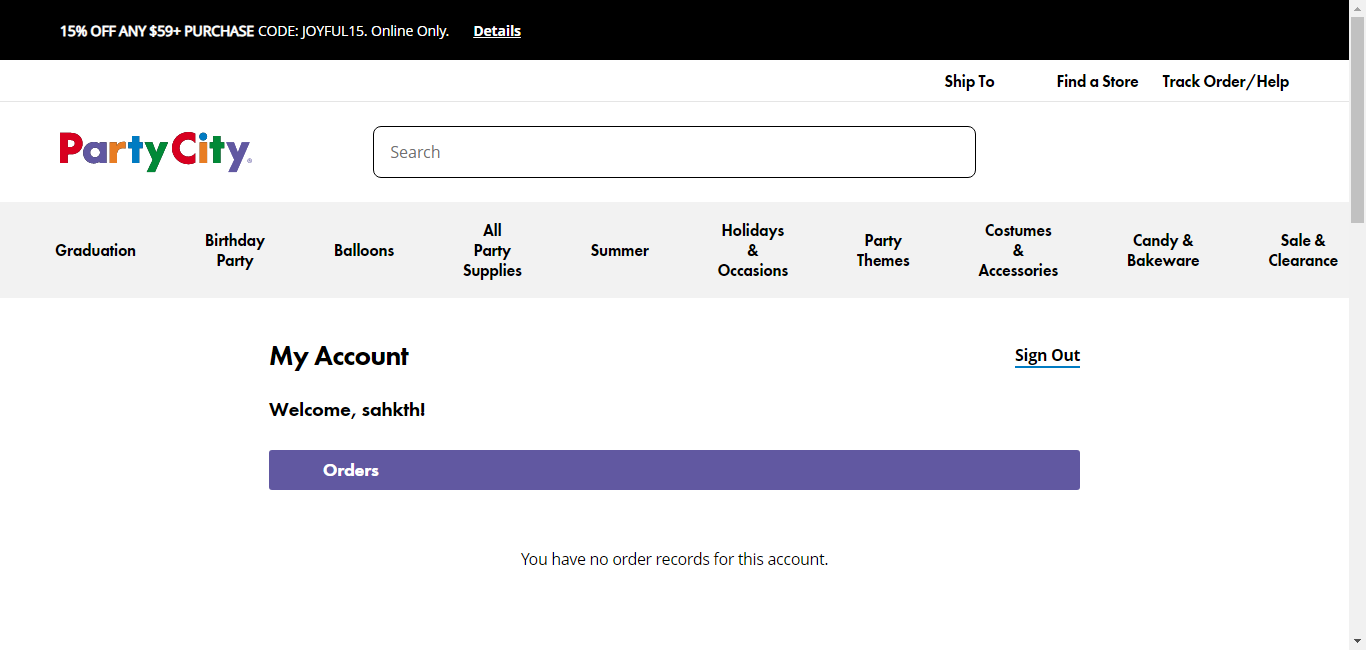 15% OFF ANY $59+ PURCHASE CODE: JOYFUL15. Online Only. Details
Ship To Find a Store Track Order/Help
Party City
Search
Graduation
Birthday
Party
Balloons
All
Party
Supplies
Summer
Holidays
&
Occasions
Party
Themes
Costumes
&
Accessories
Candy &
Bakeware
Sale &
Clearance
My Account
Sign Out
Welcome, sahkth!
Orders
You have no order records for this account.